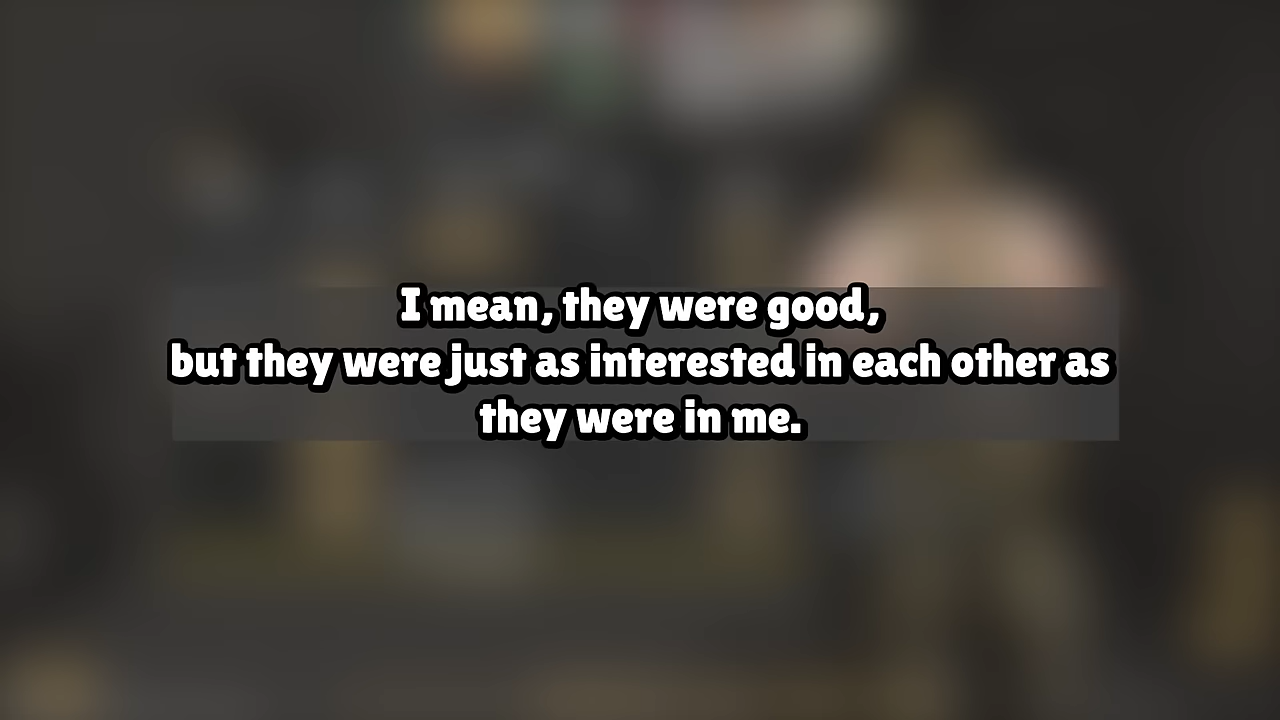 I mean, they were good,
but they were just as interested in each other as
they were in me.